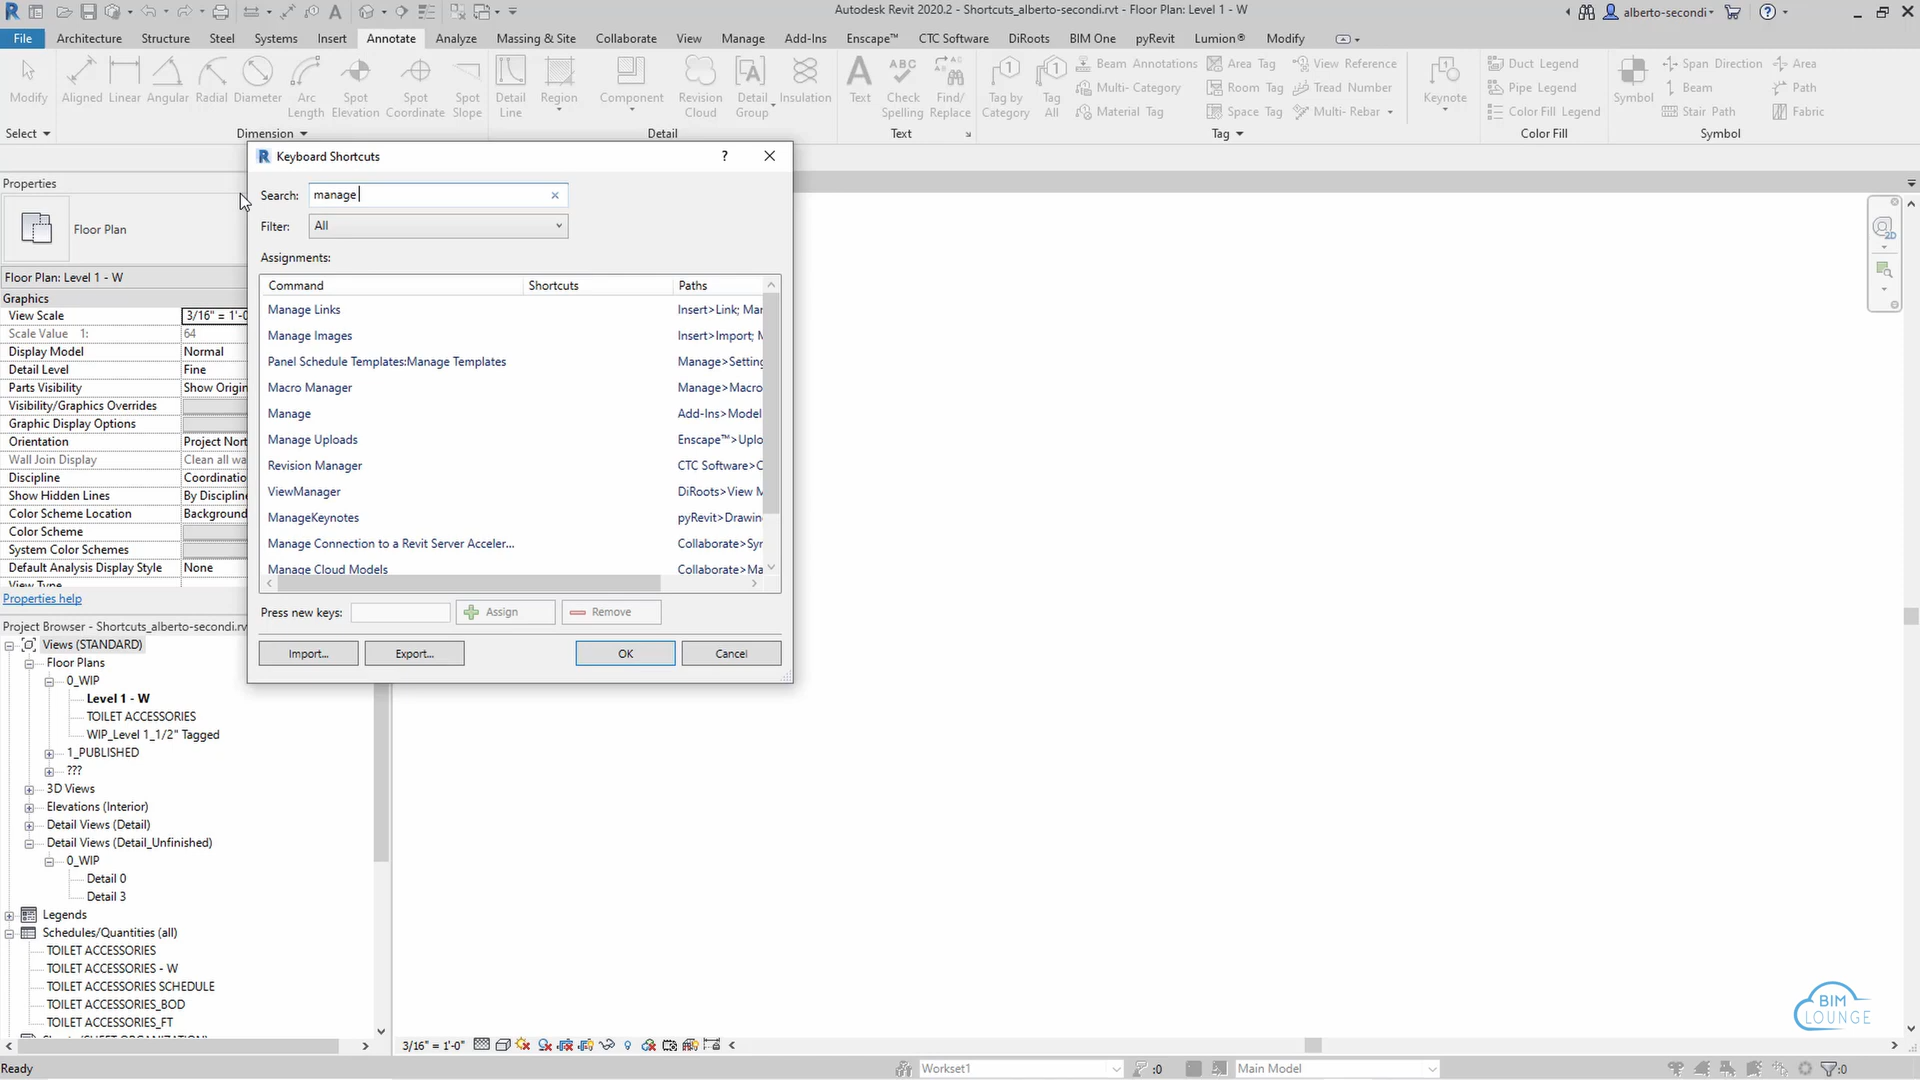 Autodesk Revit 2020.2 - Shortcuts_alberto-secondi.rvt - Floor Plan: Level 1 - W
alberto-secondi
File Architecture Structure Steel Systems Insert Annotate Analyze Massing & Site Collaborate View Manage Add-Ins Enscape™ CTC Software DiRoots BIM One pyRevit Lumion® Modify
Modify Aligned Linear Angular Radial Diameter Arc Length Spot Elevation Spot Coordinate Spot Slope Detail Line Region Component Revision Cloud Detail Group Insulation Text Check Spelling Find/ Replace Tag by Category Tag All
Beam Annotations Area Tag View Reference
Multi- Category Room Tag Tread Number
Material Tag Space Tag Multi- Rebar
Keynote
Duct Legend
Pipe Legend
Color Fill Legend
Symbol
Span Direction Area
Beam Path
Stair Path Fabric
Select Dimension Detail Text Tag Color Fill Symbol
Keyboard Shortcuts ?
Search: manage
Filter: All
Assignments:
Command Shortcuts Paths
Manage Links Insert>Link; Mar
Manage Images Insert>Import; M
Panel Schedule Templates:Manage Templates Manage>Setting
Macro Manager Manage>Macro
Manage Add-Ins>Model
Manage Uploads Enscape™>Uplo
Revision Manager CTC Software>C
ViewManager DiRoots>View M
ManageKeynotes pyRevit>Drawin
Manage Connection to a Revit Server Acceler... Collaborate>Syn
Manage Cloud Models Collaborate>Ma
Press new keys: Assign Remove
Import... Export... OK Cancel
Properties
Floor Plan
Floor Plan: Level 1 - W
Graphics
View Scale 3/16" = 1'-0
Scale Value 1: 64
Display Model Normal
Detail Level Fine
Parts Visibility Show Origin
Visibility/Graphics Overrides
Graphic Display Options
Orientation Project Nort
Wall Join Display Clean all wa
Discipline Coordinatio
Show Hidden Lines By Discipline
Color Scheme Location Background
Color Scheme
System Color Schemes
Default Analysis Display Style None
View Type
Properties help
Project Browser - Shortcuts_alberto-secondi.rv
Views (STANDARD)
Floor Plans
0_WIP
Level 1 - W
TOILET ACCESSORIES
WIP_Level 1_1/2" Tagged
1_PUBLISHED
???
3D Views
Elevations (Interior)
Detail Views (Detail)
Detail Views (Detail_Unfinished)
0_WIP
Detail 0
Detail 3
Legends
Schedules/Quantities (all)
TOILET ACCESSORIES
TOILET ACCESSORIES - W
TOILET ACCESSORIES SCHEDULE
TOILET ACCESSORIES_BOD
TOILET ACCESSORIES_FT
2D
BIM
LOUNGE
3/16" = 1'-0"
Ready Workset1 :0 Main Model :0